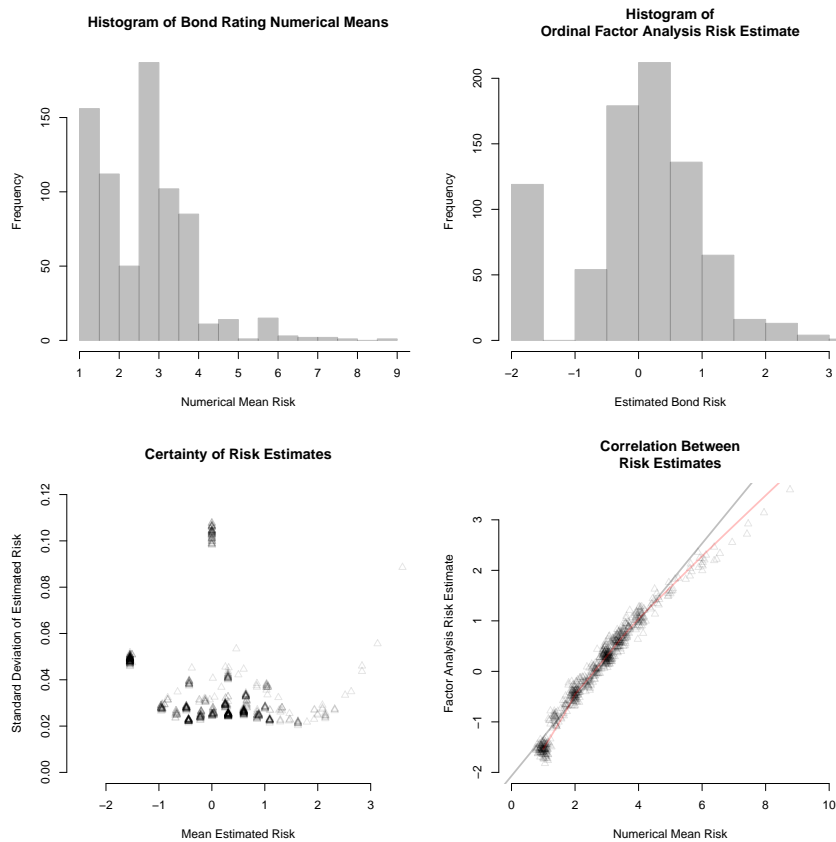 Histogram of Bond Rating Numerical Means
Frequency
0 50 100 150
1 2 3 4 5 6 7 8 9
Numerical Mean Risk
Histogram of
Ordinal Factor Analysis Risk Estimate
Frequency
0 50 100 150 200
−2 −1 0 1 2 3
Estimated Bond Risk
Certainty of Risk Estimates
Standard Deviation of Estimated Risk
0.00 0.02 0.04 0.06 0.08 0.10 0.12
−2 −1 0 1 2 3
Mean Estimated Risk
Correlation Between
Risk Estimates
Factor Analysis Risk Estimate
−2 −1 0 1 2 3
0 2 4 6 8 10
Numerical Mean Risk